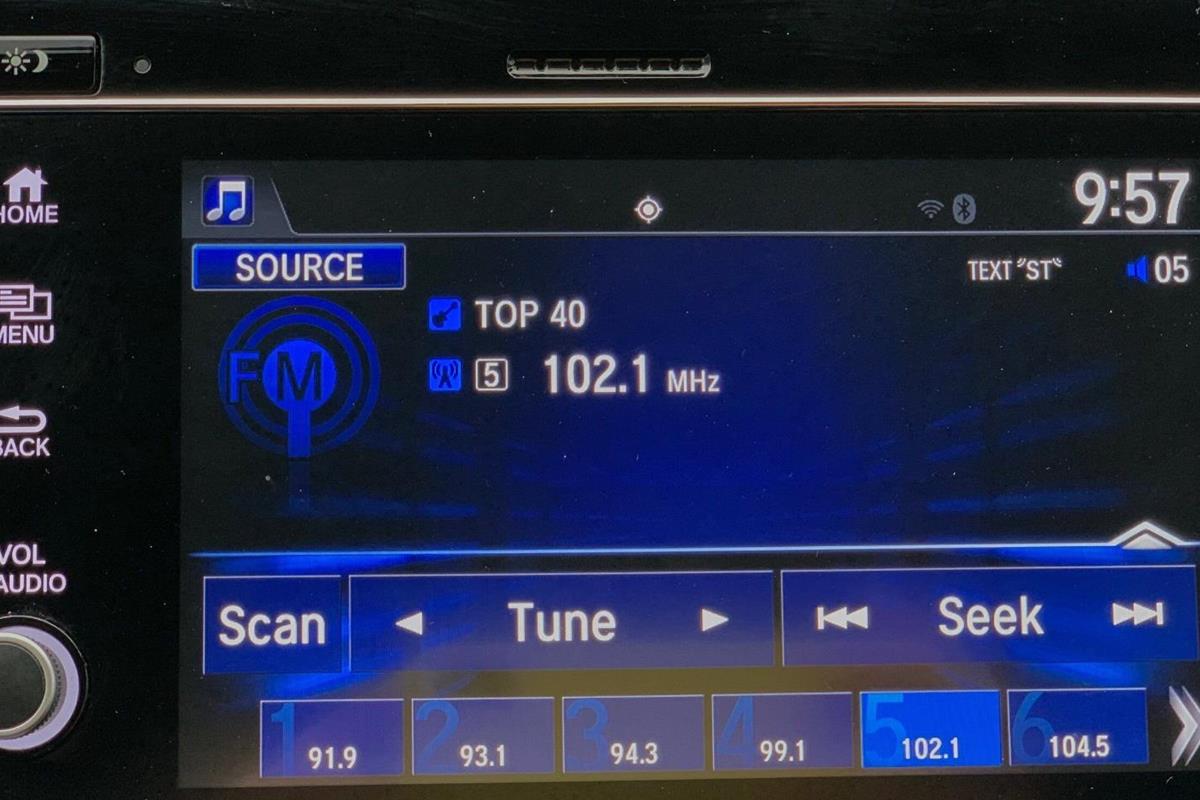 9:57
HOME
SOURCE
TEXT "ST" 05
TOP 40
FM
5 102.1 MHz
MENU
BACK
VOL
AUDIO
Scan Tune Seek
1 91.9 2 93.1 3 94.3 4 99.1 5 102.1 6 104.5